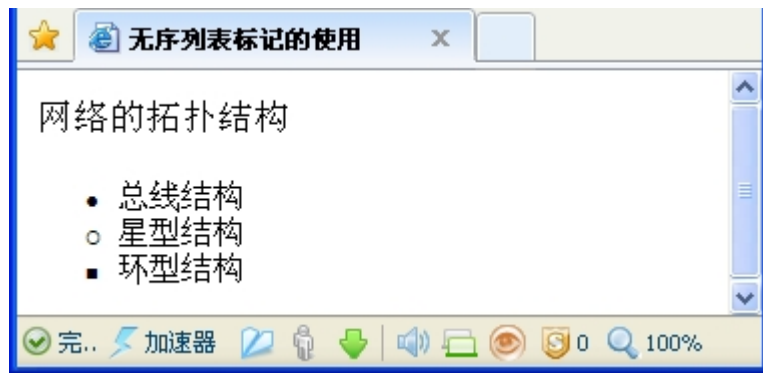 无序列表标记的使用
网络的拓扑结构
总线结构
星型结构
环型结构
完.. 加速器 0 100%